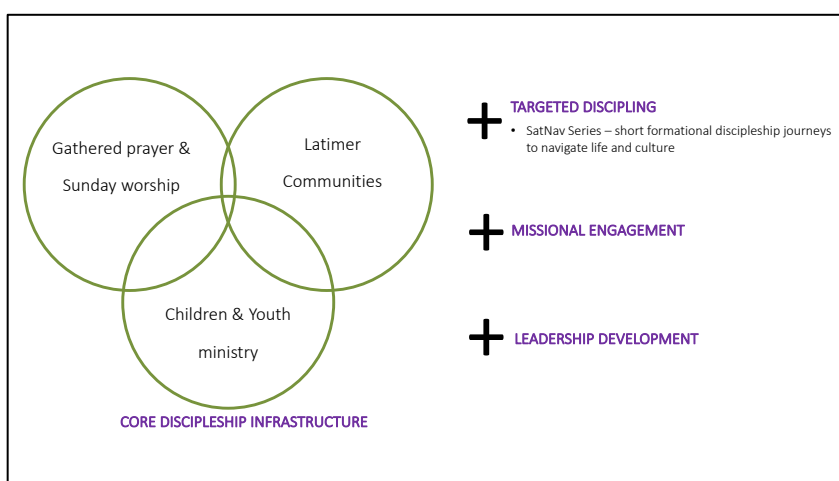 Gathered prayer &
Sunday worship
Latimer
Communities
Children & Youth
ministry
CORE DISCIPLESHIP INFRASTRUCTURE
TARGETED DISCIPLING
• SatNav Series – short formational discipleship journeys
to navigate life and culture
MISSIONAL ENGAGEMENT
LEADERSHIP DEVELOPMENT